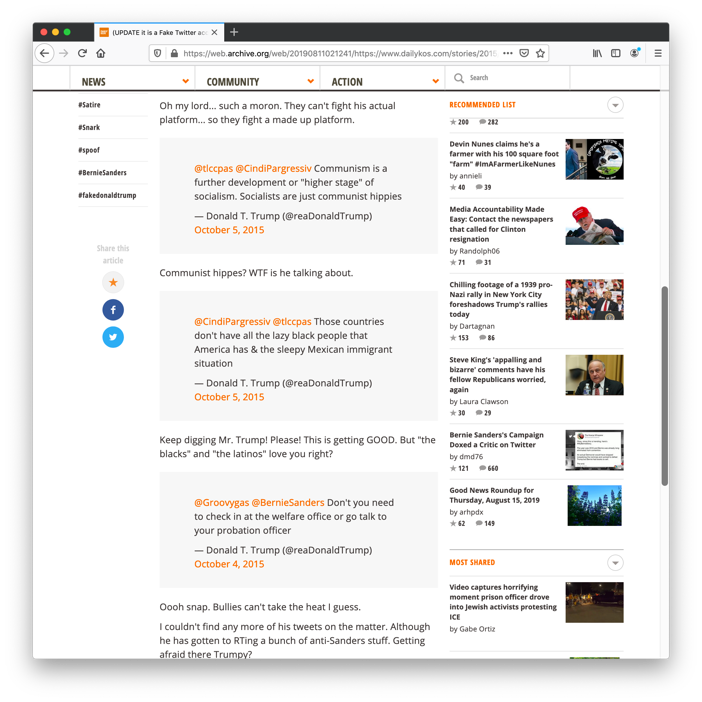 (UPDATE it is a Fake Twitter acc
https://web.archive.org/web/20190811021241/https://www.dailykos.com/stories/2015
NEWS
COMMUNITY
ACTION
Search
#Satire
#Snark
#spoof
#BernieSanders
#fakedonaldtrump
Share this
article
Oh my lord... such a moron. They can't fight his actual
platform... so they fight a made up platform.
@tlccpas @CindiPargressiv Communism is a
further development or "higher stage" of
socialism. Socialists are just communist hippies
— Donald T. Trump (@reaDonaldTrump)
October 5, 2015
Communist hippes? WTF is he talking about.
@CindiPargressiv @tlccpas Those countries
don't have all the lazy black people that
America has & the sleepy Mexican immigrant
situation
— Donald T. Trump (@reaDonaldTrump)
October 5, 2015
Keep digging Mr. Trump! Please! This is getting GOOD. But "the
blacks" and "the latinos" love you right?
@Groovygas @BernieSanders Don't you need
to check in at the welfare office or go talk to
your probation officer
— Donald T. Trump (@reaDonaldTrump)
October 4, 2015
Oooh snap. Bullies can't take the heat I guess.
I couldn't find any more of his tweets on the matter. Although
he has gotten to RTing a bunch of anti-Sanders stuff. Getting
afraid there Trumpy?
RECOMMENDED LIST
200 282
Devin Nunes claims he's a
farmer with his 100 square foot
"farm" #ImAFarmerLikeNunes
by annieli
40 39
Media Accountability Made
Easy: Contact the newspapers
that called for Clinton
resignation
by Randolph06
71 31
Chilling footage of a 1939 pro-
Nazi rally in New York City
foreshadows Trump's rallies
today
by Dartagnan
153 86
Steve King's 'appalling and
bizarre' comments have his
fellow Republicans worried,
again
by Laura Clawson
30 29
Bernie Sanders's Campaign
Doxed a Critic on Twitter
by dmd76
121 660
Good News Roundup for
Thursday, August 15, 2019
by arhpdx
62 149
MOST SHARED
Video captures horrifying
moment prison officer drove
into Jewish activists protesting
ICE
by Gabe Ortiz